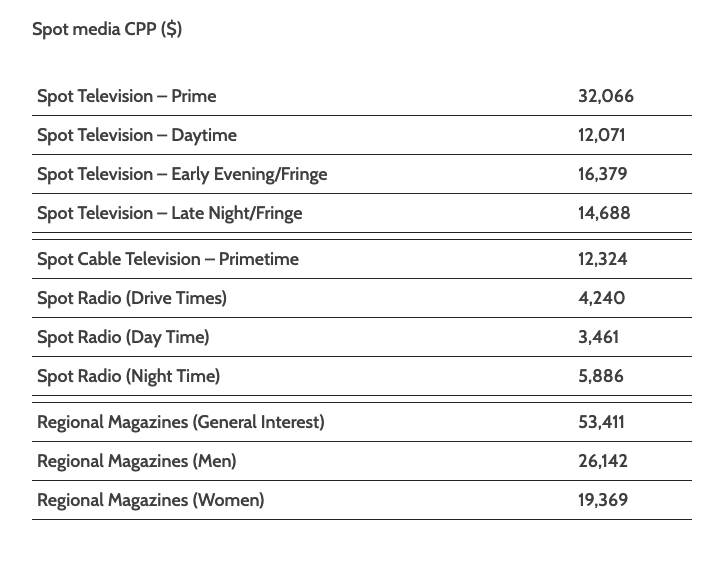 Spot media CPP ($)
Spot Television – Prime 32,066
Spot Television – Daytime 12,071
Spot Television – Early Evening/Fringe 16,379
Spot Television – Late Night/Fringe 14,688
Spot Cable Television – Primetime 12,324
Spot Radio (Drive Times) 4,240
Spot Radio (Day Time) 3,461
Spot Radio (Night Time) 5,886
Regional Magazines (General Interest) 53,411
Regional Magazines (Men) 26,142
Regional Magazines (Women) 19,369